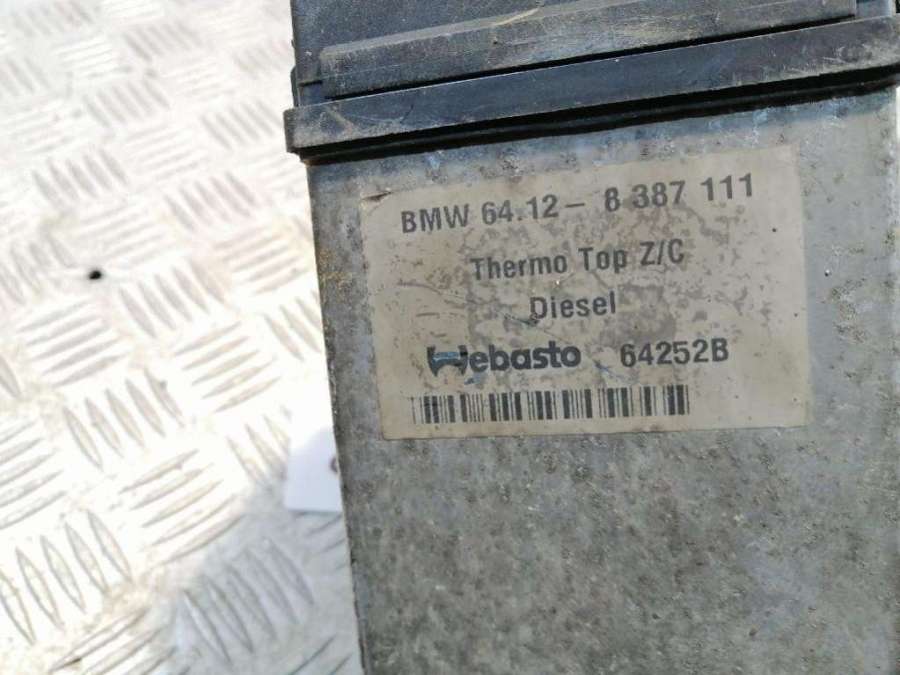 BMW 64.12 – 8 387 111
Thermo Top Z/C
Diesel
Webasto 64252B